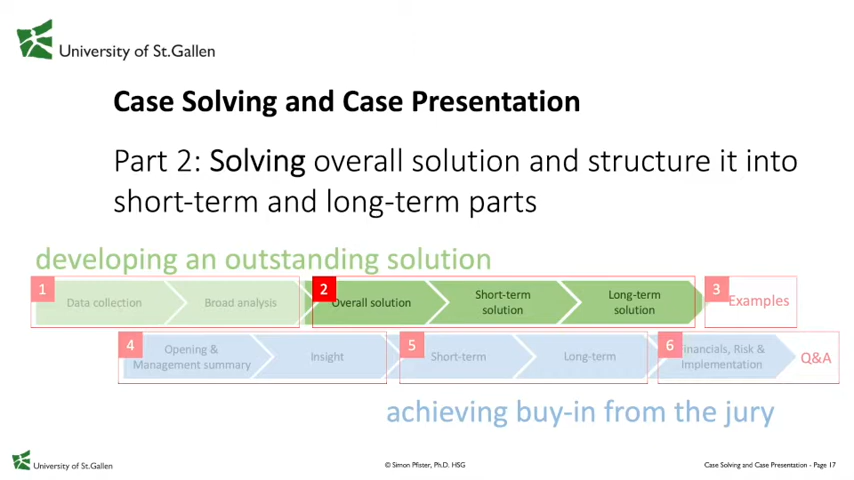 University of St.Gallen
Case Solving and Case Presentation
Part 2: Solving overall solution and structure it into
short-term and long-term parts
developing an outstanding solution
1
Data collection
Broad analysis
2
Overall solution
Short-term
solution
Long-term
solution
3
Examples
4
Opening &
Management summary
Insight
5
Short-term
Long-term
6
Financials, Risk &
Implementation
Q&A
achieving buy-in from the jury
University of St.Gallen
© Simon Pfister, Ph.D. HSG
Case Solving and Case Presentation - Page 17